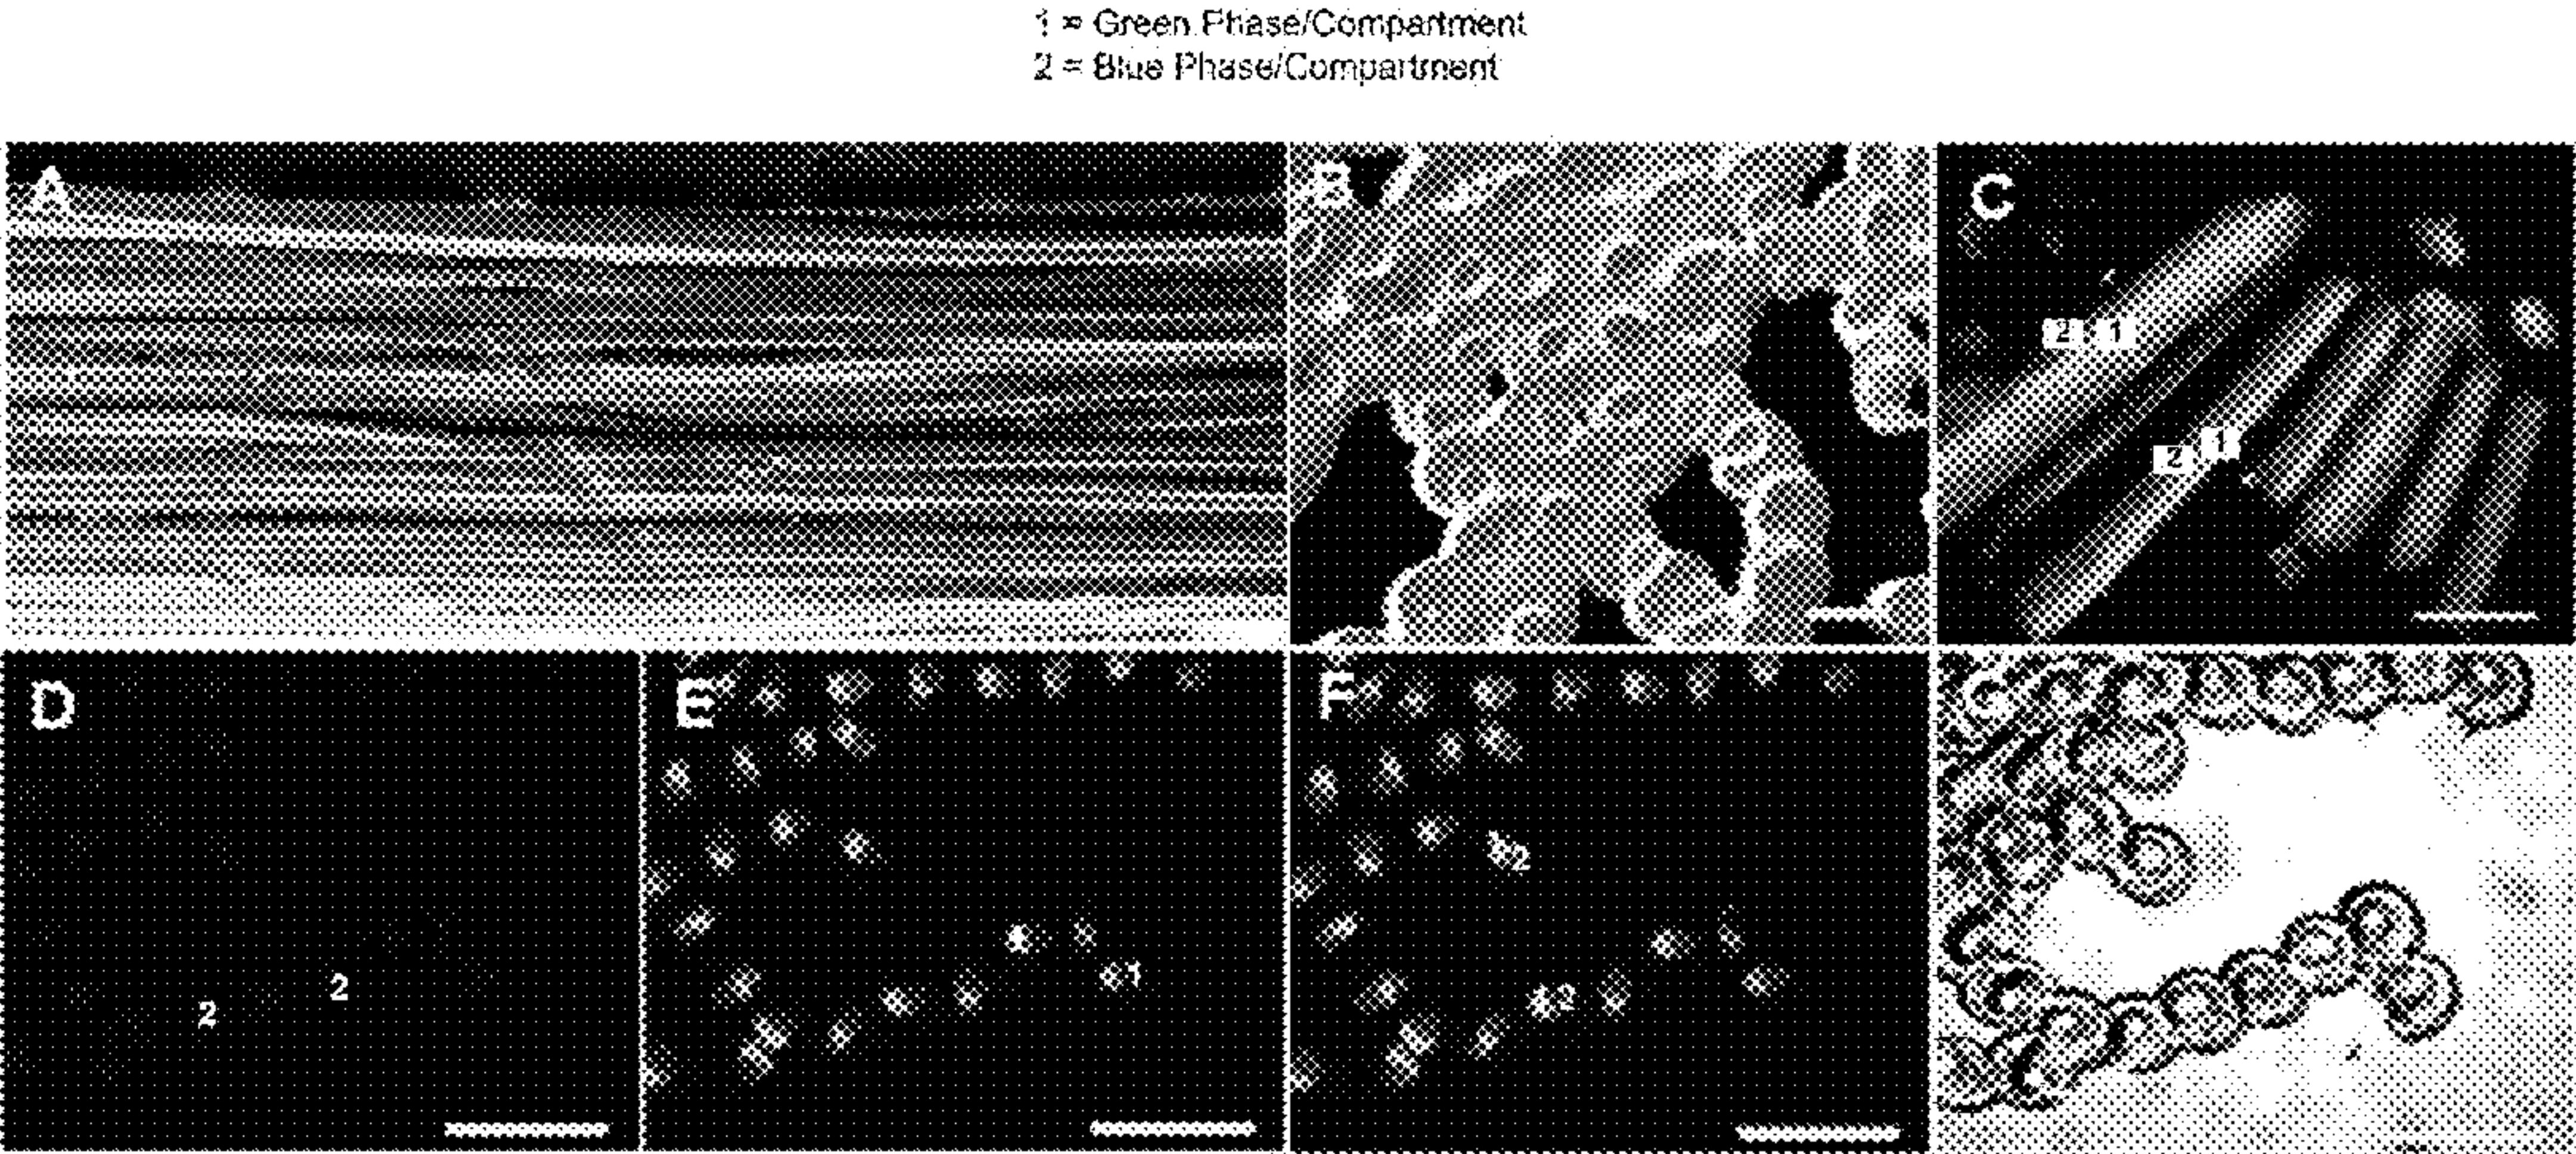 1 = Green Phase/Compartment
2 = Blue Phase/Compartment
A
B
C
2 1
2 1
D
E
F
2
2
1
2
2